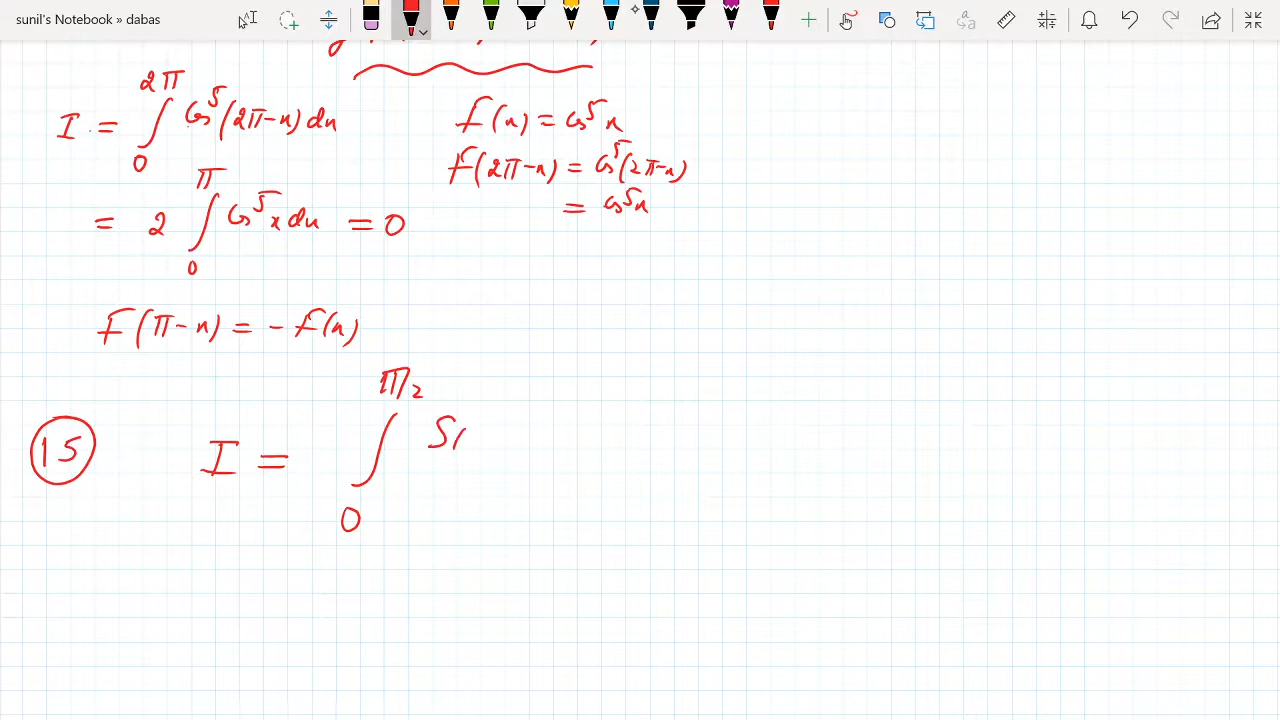 sunil's Notebook » dabas
I = ∫₀^{2π} cos⁵(2π-x) dx
f(x) = cos⁵x
f(2π-x) = cos⁵(2π-x)
= cos⁵x
= 2 ∫₀^{π} cos⁵x dx = 0
f(π-x) = -f(x)
15 I = ∫₀^{π/2} Si